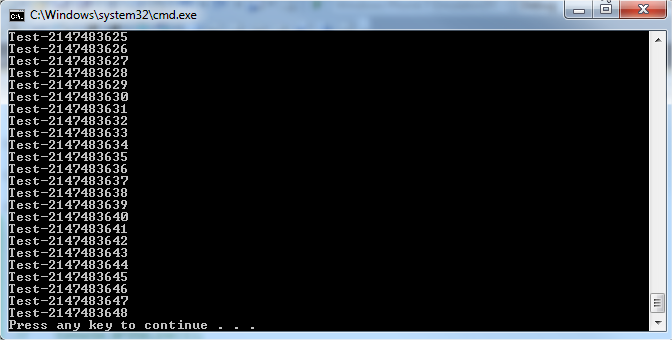 C:\Windows\system32\cmd.exe
Test-2147483625
Test-2147483626
Test-2147483627
Test-2147483628
Test-2147483629
Test-2147483630
Test-2147483631
Test-2147483632
Test-2147483633
Test-2147483634
Test-2147483635
Test-2147483636
Test-2147483637
Test-2147483638
Test-2147483639
Test-2147483640
Test-2147483641
Test-2147483642
Test-2147483643
Test-2147483644
Test-2147483645
Test-2147483646
Test-2147483647
Test-2147483648
Press any key to continue . . .